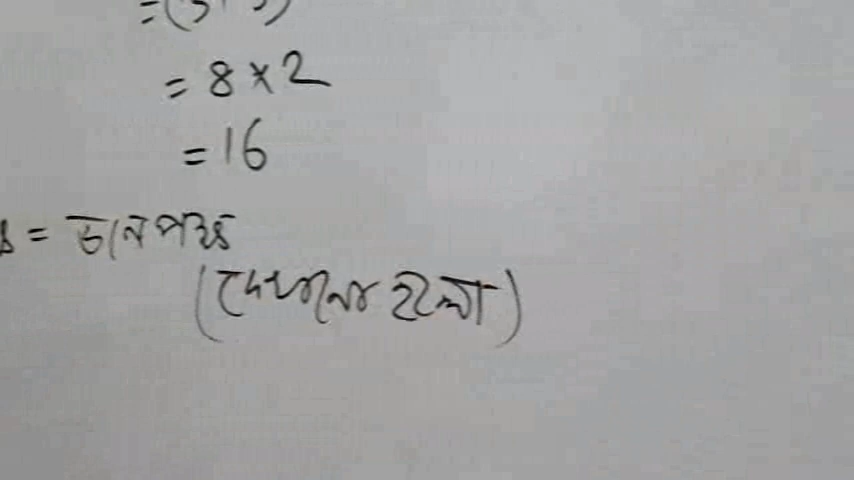 = 8 × 2
= 16
= ডানপক্ষ
(দেখানো হলো)